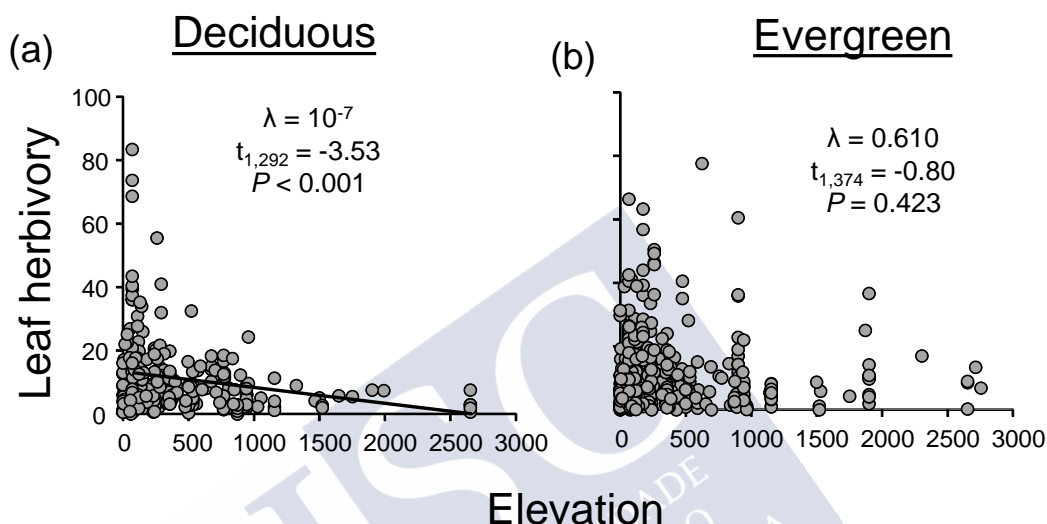 Deciduous
Evergreen
(a)
(b)
Leaf herbivory
100
80
60
40
20
0
λ = 10⁻⁷
t₁,₂₉₂ = -3.53
P < 0.001
λ = 0.610
t₁,₃₇₄ = -0.80
P = 0.423
0 500 1000 1500 2000 2500 3000
0 500 1000 1500 2000 2500 3000
Elevation
USC